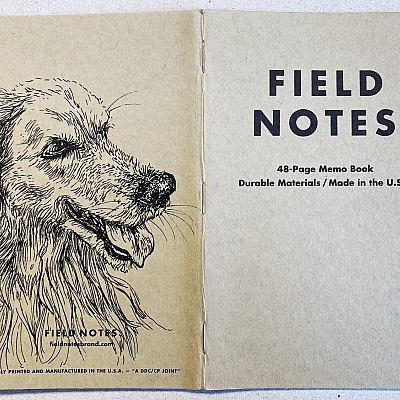 FIELD
NOTES
48-Page Memo Book
Durable Materials / Made in the U.S
FIELD NOTES.
fieldnotesbrand.com
LY PRINTED AND MANUFACTURED IN THE U.S.A. — "A DDC/CP JOINT"